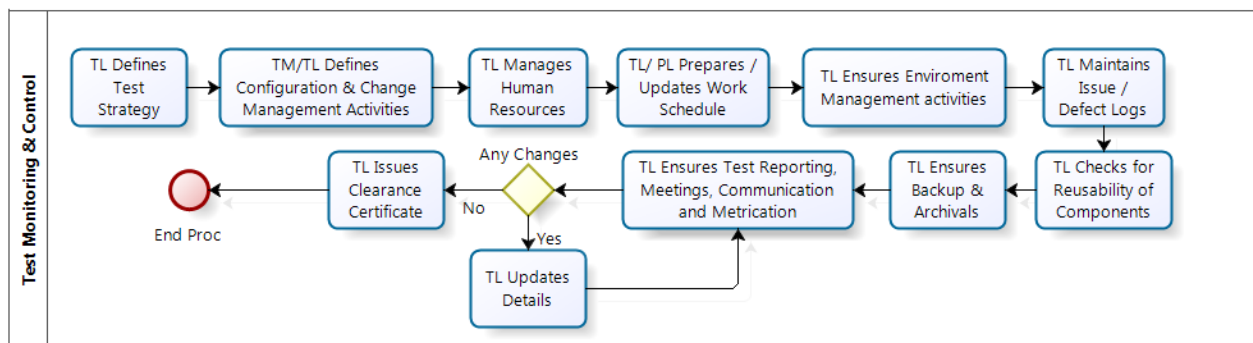 Test Monitoring & Control
TL Defines
Test
Strategy
TM/TL Defines
Configuration & Change
Management Activities
TL Manages
Human
Resources
TL/ PL Prepares /
Updates Work
Schedule
TL Ensures Enviroment
Management activities
TL Maintains
Issue /
Defect Logs
TL Checks for
Reusability of
Components
TL Ensures
Backup &
Archivals
TL Ensures Test Reporting,
Meetings, Communication
and Metrication
Any Changes
No
Yes
TL Updates
Details
TL Issues
Clearance
Certificate
End Proc